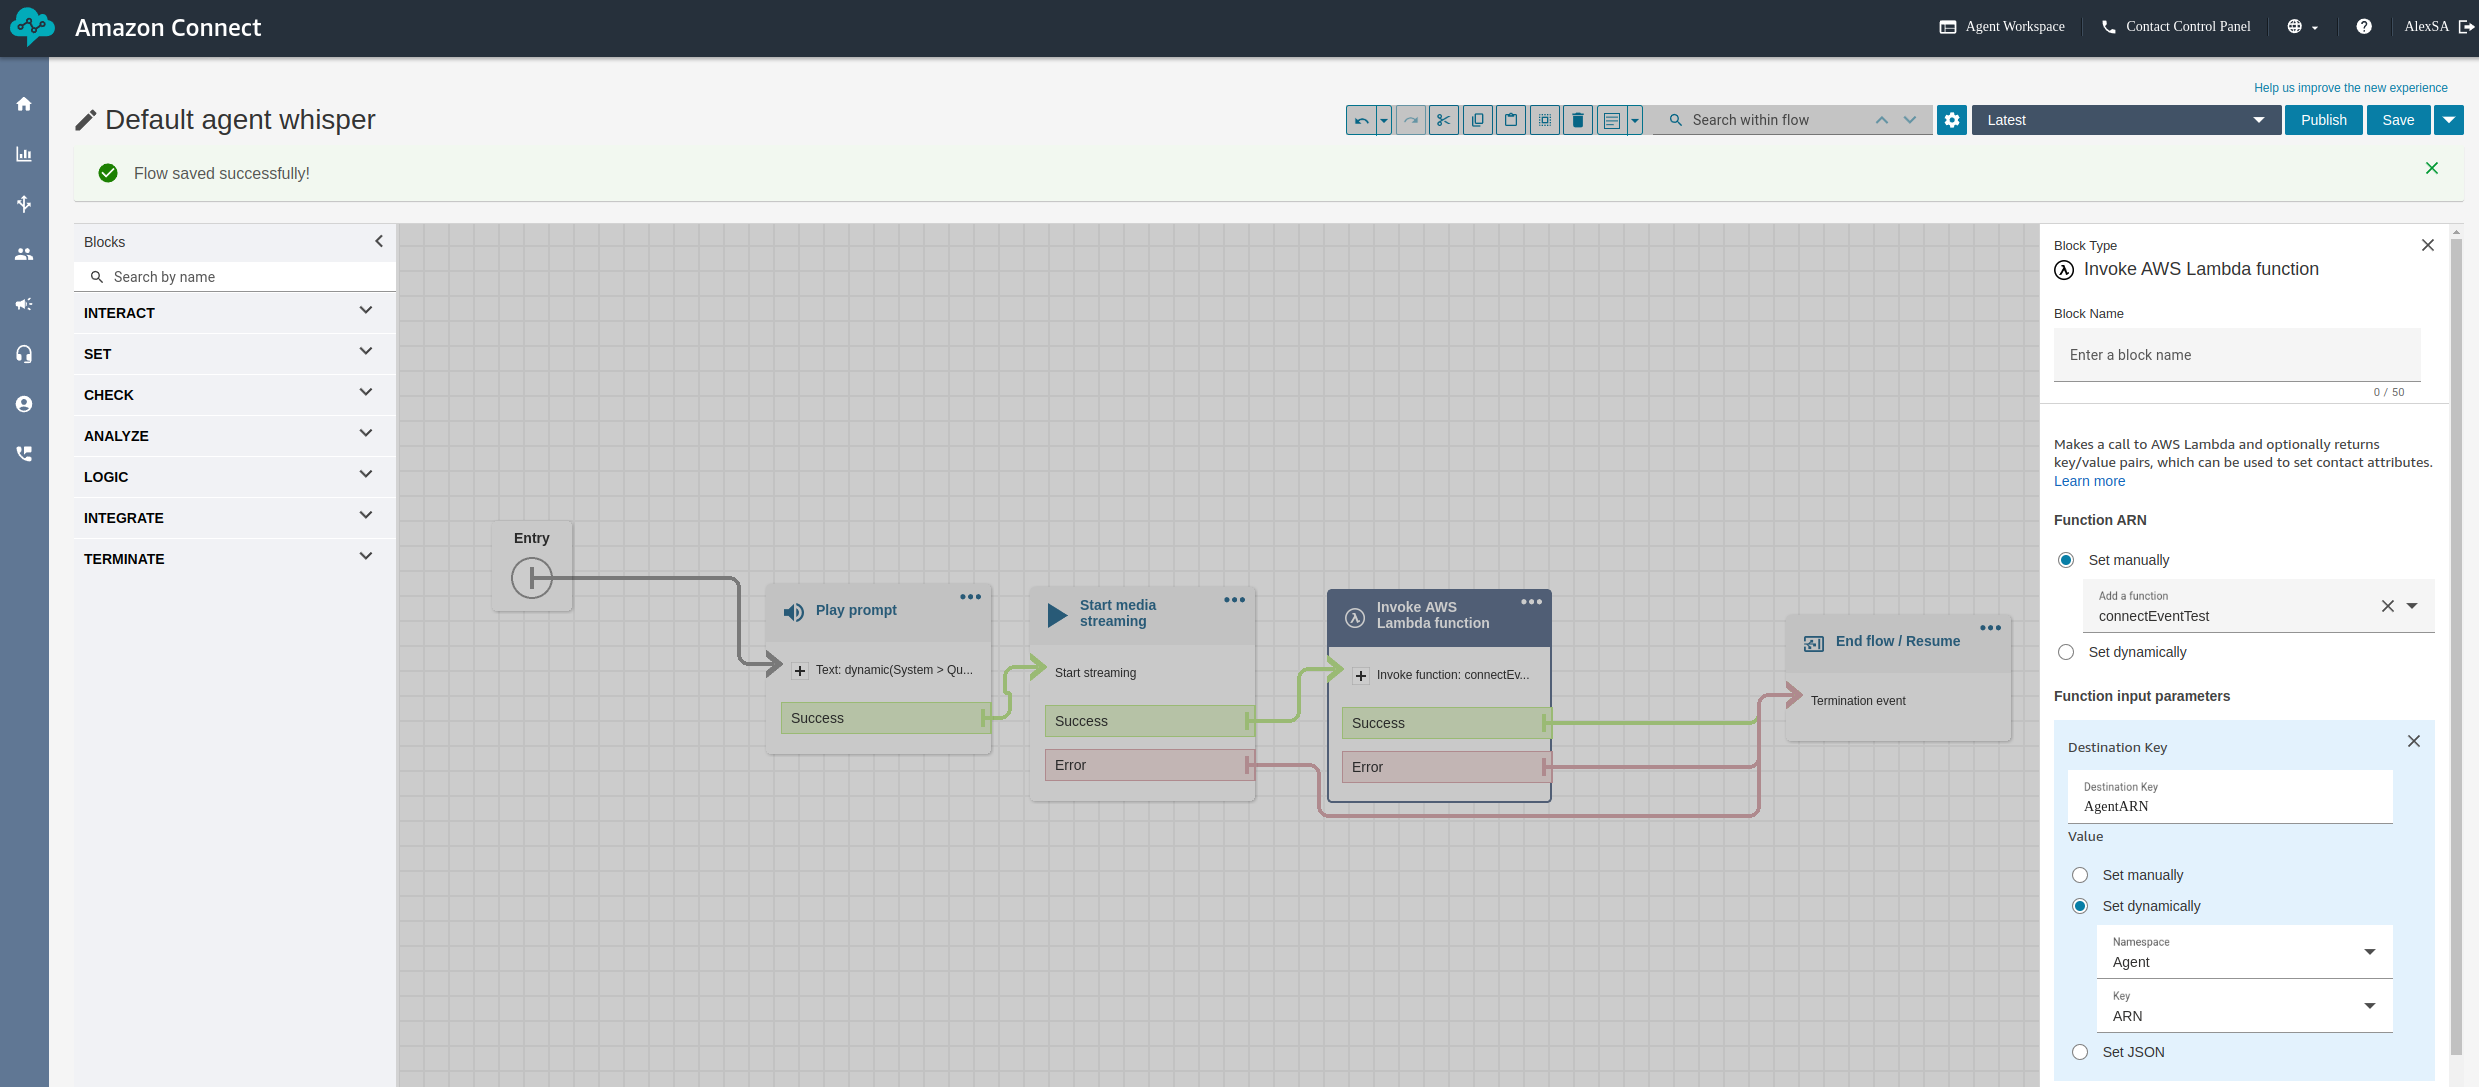 Amazon Connect
Agent Workspace
Contact Control Panel
AlexSA
Help us improve the new experience
Default agent whisper
Search within flow
Latest
Publish
Save
Flow saved successfully!
Blocks
Search by name
INTERACT
SET
CHECK
ANALYZE
LOGIC
INTEGRATE
TERMINATE
Entry
Play prompt
Text: dynamic(System > Qu...
Success
Start media
streaming
Start streaming
Success
Error
Invoke AWS
Lambda function
Invoke function: connectEv...
Success
Error
End flow / Resume
Termination event
Block Type
Invoke AWS Lambda function
Block Name
Enter a block name
0 / 50
Makes a call to AWS Lambda and optionally returns
key/value pairs, which can be used to set contact attributes.
Learn more
Function ARN
Set manually
Add a function
connectEventTest
Set dynamically
Function input parameters
Destination Key
Destination Key
AgentARN
Value
Set manually
Set dynamically
Namespace
Agent
Key
ARN
Set JSON